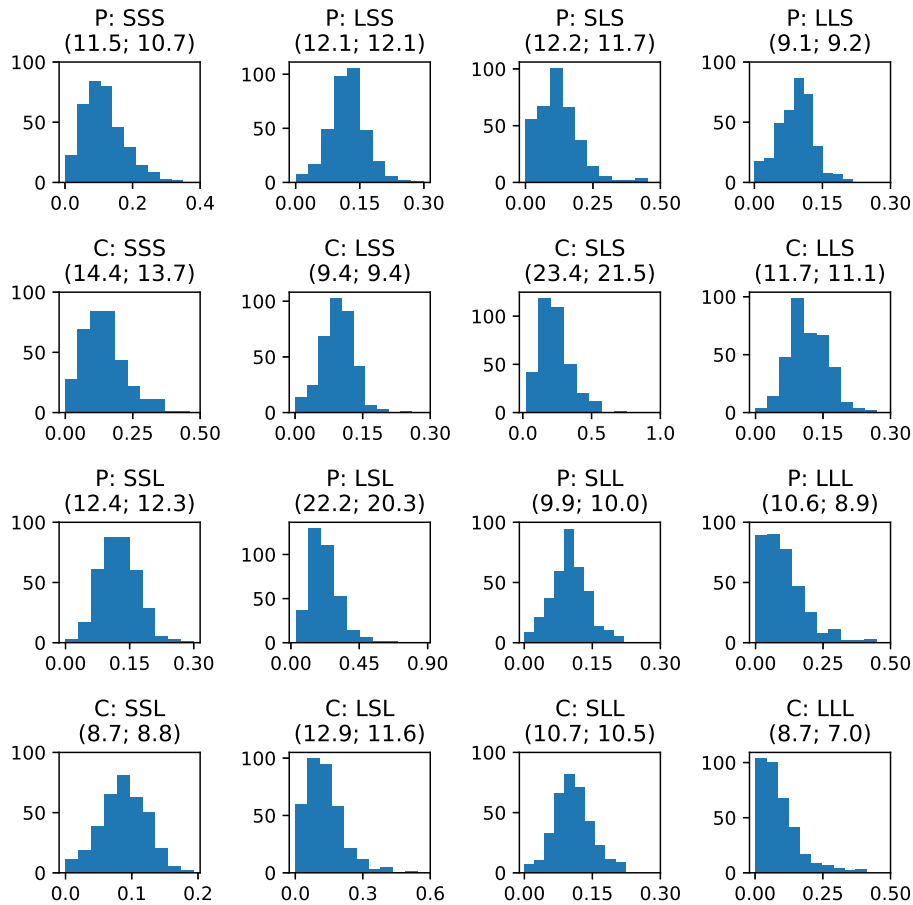 P: SSS
(11.5; 10.7)
100
50
0
0.0 0.4
P: LSS
(12.1; 12.1)
100
50
0
0.00 0.15 0.30
P: SLS
(12.2; 11.7)
100
50
0
0.00 0.25 0.50
P: LLS
(9.1; 9.2)
100
50
0
0.00 0.15 0.30
C: SSS
(14.4; 13.7)
100
50
0
0.00 0.25 0.50
C: LSS
(9.4; 9.4)
100
50
0
0.00 0.15 0.30
C: SLS
(23.4; 21.5)
100
50
0
0.0 0.5 1.0
C: LLS
(11.7; 11.1)
100
50
0
0.00 0.15 0.30
P: SSL
(12.4; 12.3)
100
50
0
0.00 0.15 0.30
P: LSL
(22.2; 20.3)
100
50
0
0.00 0.45 0.90
P: SLL
(9.9; 10.0)
100
50
0
0.00 0.15 0.30
P: LLL
(10.6; 8.9)
100
50
0
0.00 0.25 0.50
C: SSL
(8.7; 8.8)
100
50
0
0.0 0.1 0.2
C: LSL
(12.9; 11.6)
100
50
0
0.0 0.3 0.6
C: SLL
(10.7; 10.5)
100
50
0
0.00 0.15 0.30
C: LLL
(8.7; 7.0)
100
50
0
0.00 0.25 0.50